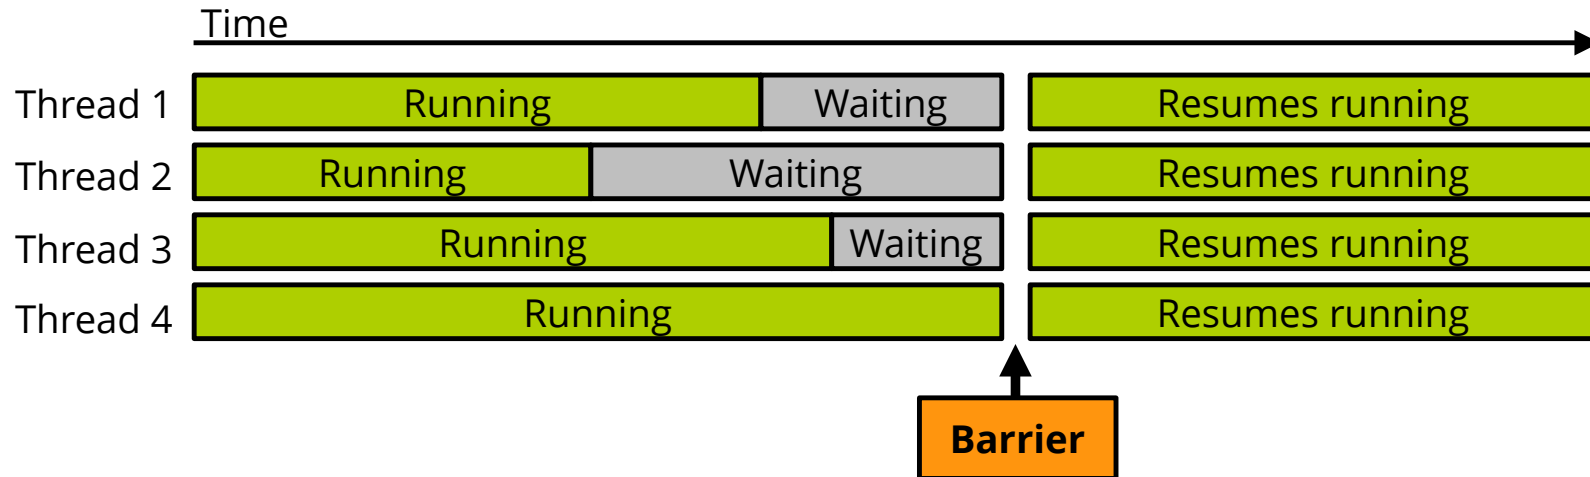 Time
Thread 1 Running Waiting Resumes running
Thread 2 Running Waiting Resumes running
Thread 3 Running Waiting Resumes running
Thread 4 Running Resumes running
Barrier